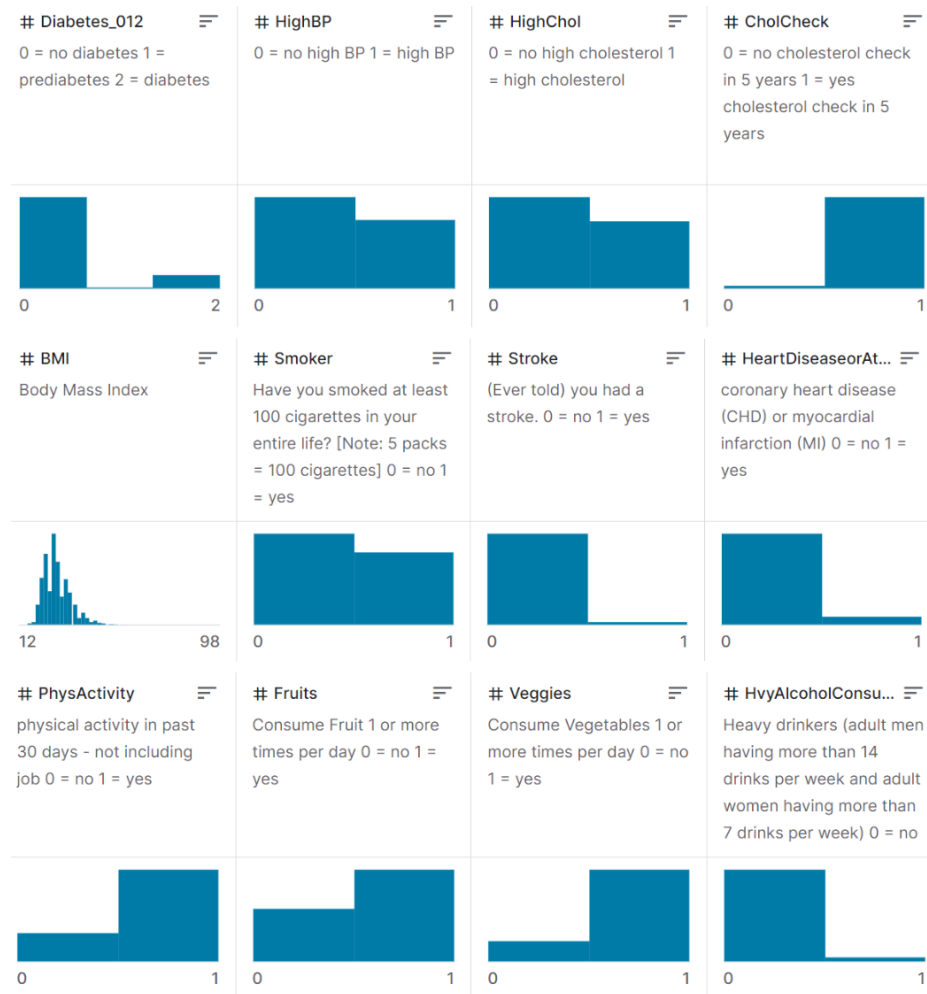 # Diabetes_012
0 = no diabetes 1 =
prediabetes 2 = diabetes
# HighBP
0 = no high BP 1 = high BP
# HighChol
0 = no high cholesterol 1
= high cholesterol
# CholCheck
0 = no cholesterol check
in 5 years 1 = yes
cholesterol check in 5
years
0 2
0 1
0 1
0 1
# BMI
Body Mass Index
# Smoker
Have you smoked at least
100 cigarettes in your
entire life? [Note: 5 packs
= 100 cigarettes] 0 = no 1
= yes
# Stroke
(Ever told) you had a
stroke. 0 = no 1 = yes
# HeartDiseaseorAt...
coronary heart disease
(CHD) or myocardial
infarction (MI) 0 = no 1 =
yes
12 98
0 1
0 1
0 1
# PhysActivity
physical activity in past
30 days - not including
job 0 = no 1 = yes
# Fruits
Consume Fruit 1 or more
times per day 0 = no 1 =
yes
# Veggies
Consume Vegetables 1 or
more times per day 0 = no
1 = yes
# HvyAlcoholConsu...
Heavy drinkers (adult men
having more than 14
drinks per week and adult
women having more than
7 drinks per week) 0 = no
0 1
0 1
0 1
0 1